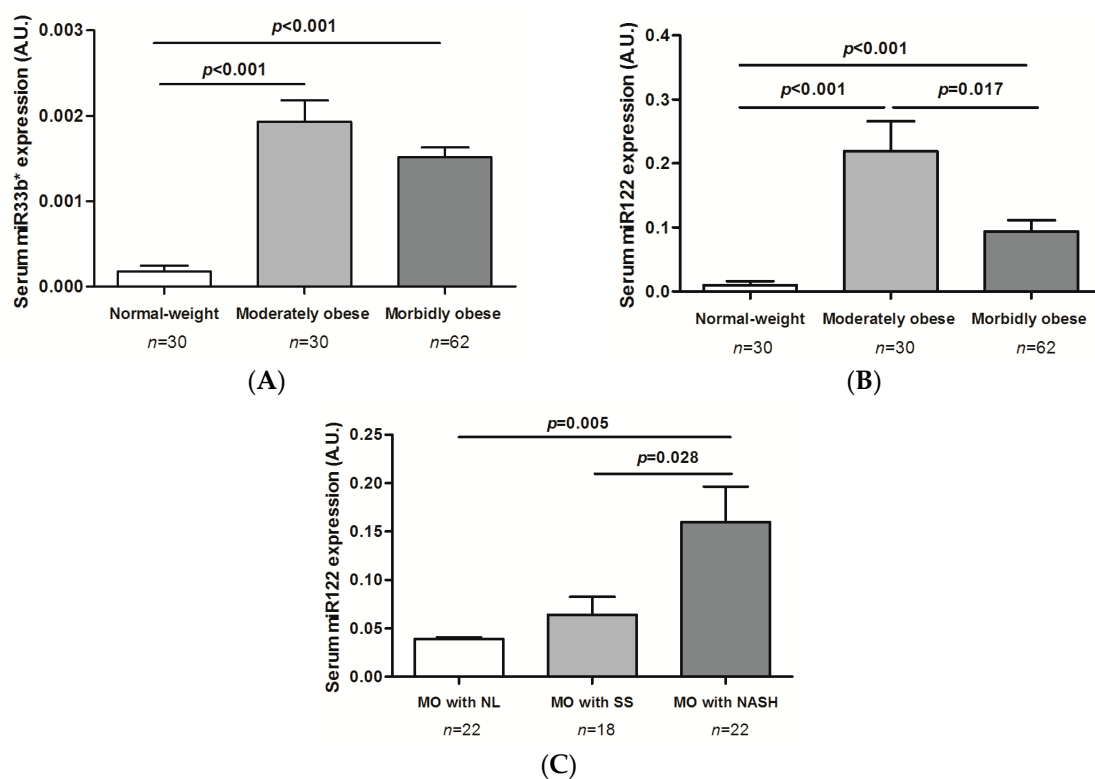 Serum miR33b* expression (A.U.)
0.003
0.002
0.001
0.000
p<0.001
p<0.001
Normal-weight Moderately obese Morbidly obese
n=30 n=30 n=62
(A)
Serum miR122 expression (A.U.)
0.4
0.3
0.2
0.1
0.0
p<0.001
p<0.001 p=0.017
Normal-weight Moderately obese Morbidly obese
n=30 n=30 n=62
(B)
Serum miR122 expression (A.U.)
0.25
0.20
0.15
0.10
0.05
0.00
p=0.005
p=0.028
MO with NL MO with SS MO with NASH
n=22 n=18 n=22
(C)